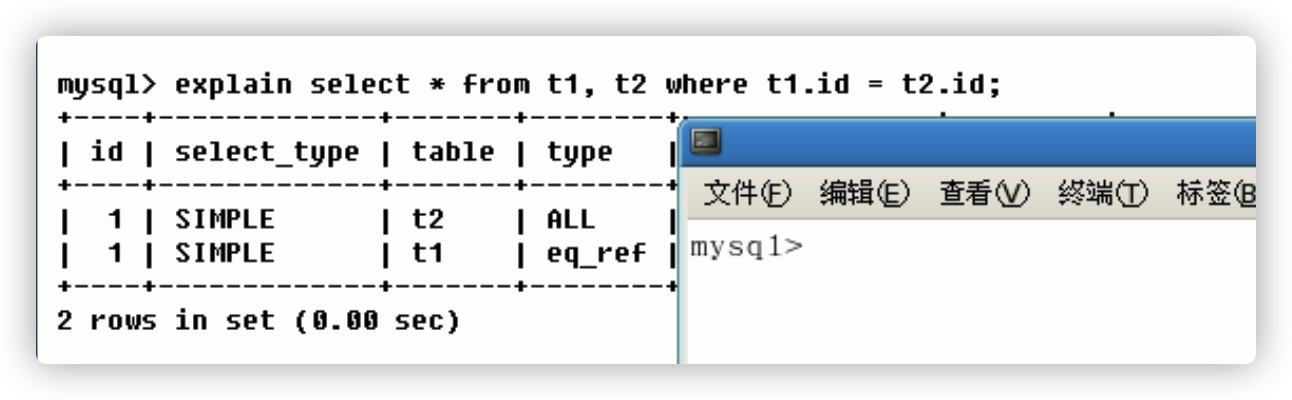 mysql> explain select * from t1, t2 where t1.id = t2.id;
+----+-------------+-------+--------+
| id | select_type | table | type   |
+----+-------------+-------+--------+
|  1 | SIMPLE      | t2    | ALL    |
|  1 | SIMPLE      | t1    | eq_ref |
+----+-------------+-------+--------+
2 rows in set (0.00 sec)
文件(F) 编辑(E) 查看(V) 终端(T) 标签(B
mysql>